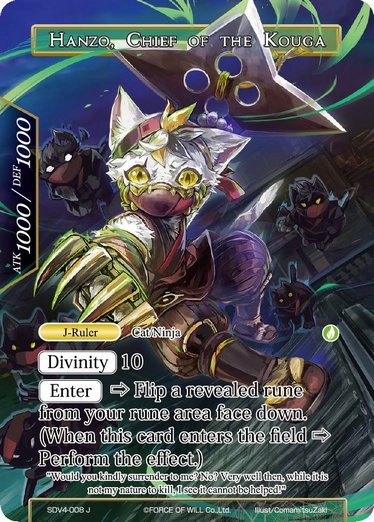 Hanzo, Chief of the Kouga
ATK 1000 / DEF 1000
J-Ruler
Cat/Ninja
Divinity 10
Enter ⇨ Flip a revealed rune
from your rune area face down.
(When this card enters the field ⇨
Perform the effect.)
"Would you kindly surrender to me? No? Very well then, while it is
not my nature to kill, I see it cannot be helped!"
SDV4-008 J
©FORCE OF WILL Co.,Ltd.
Illust/ComamitsuZaki